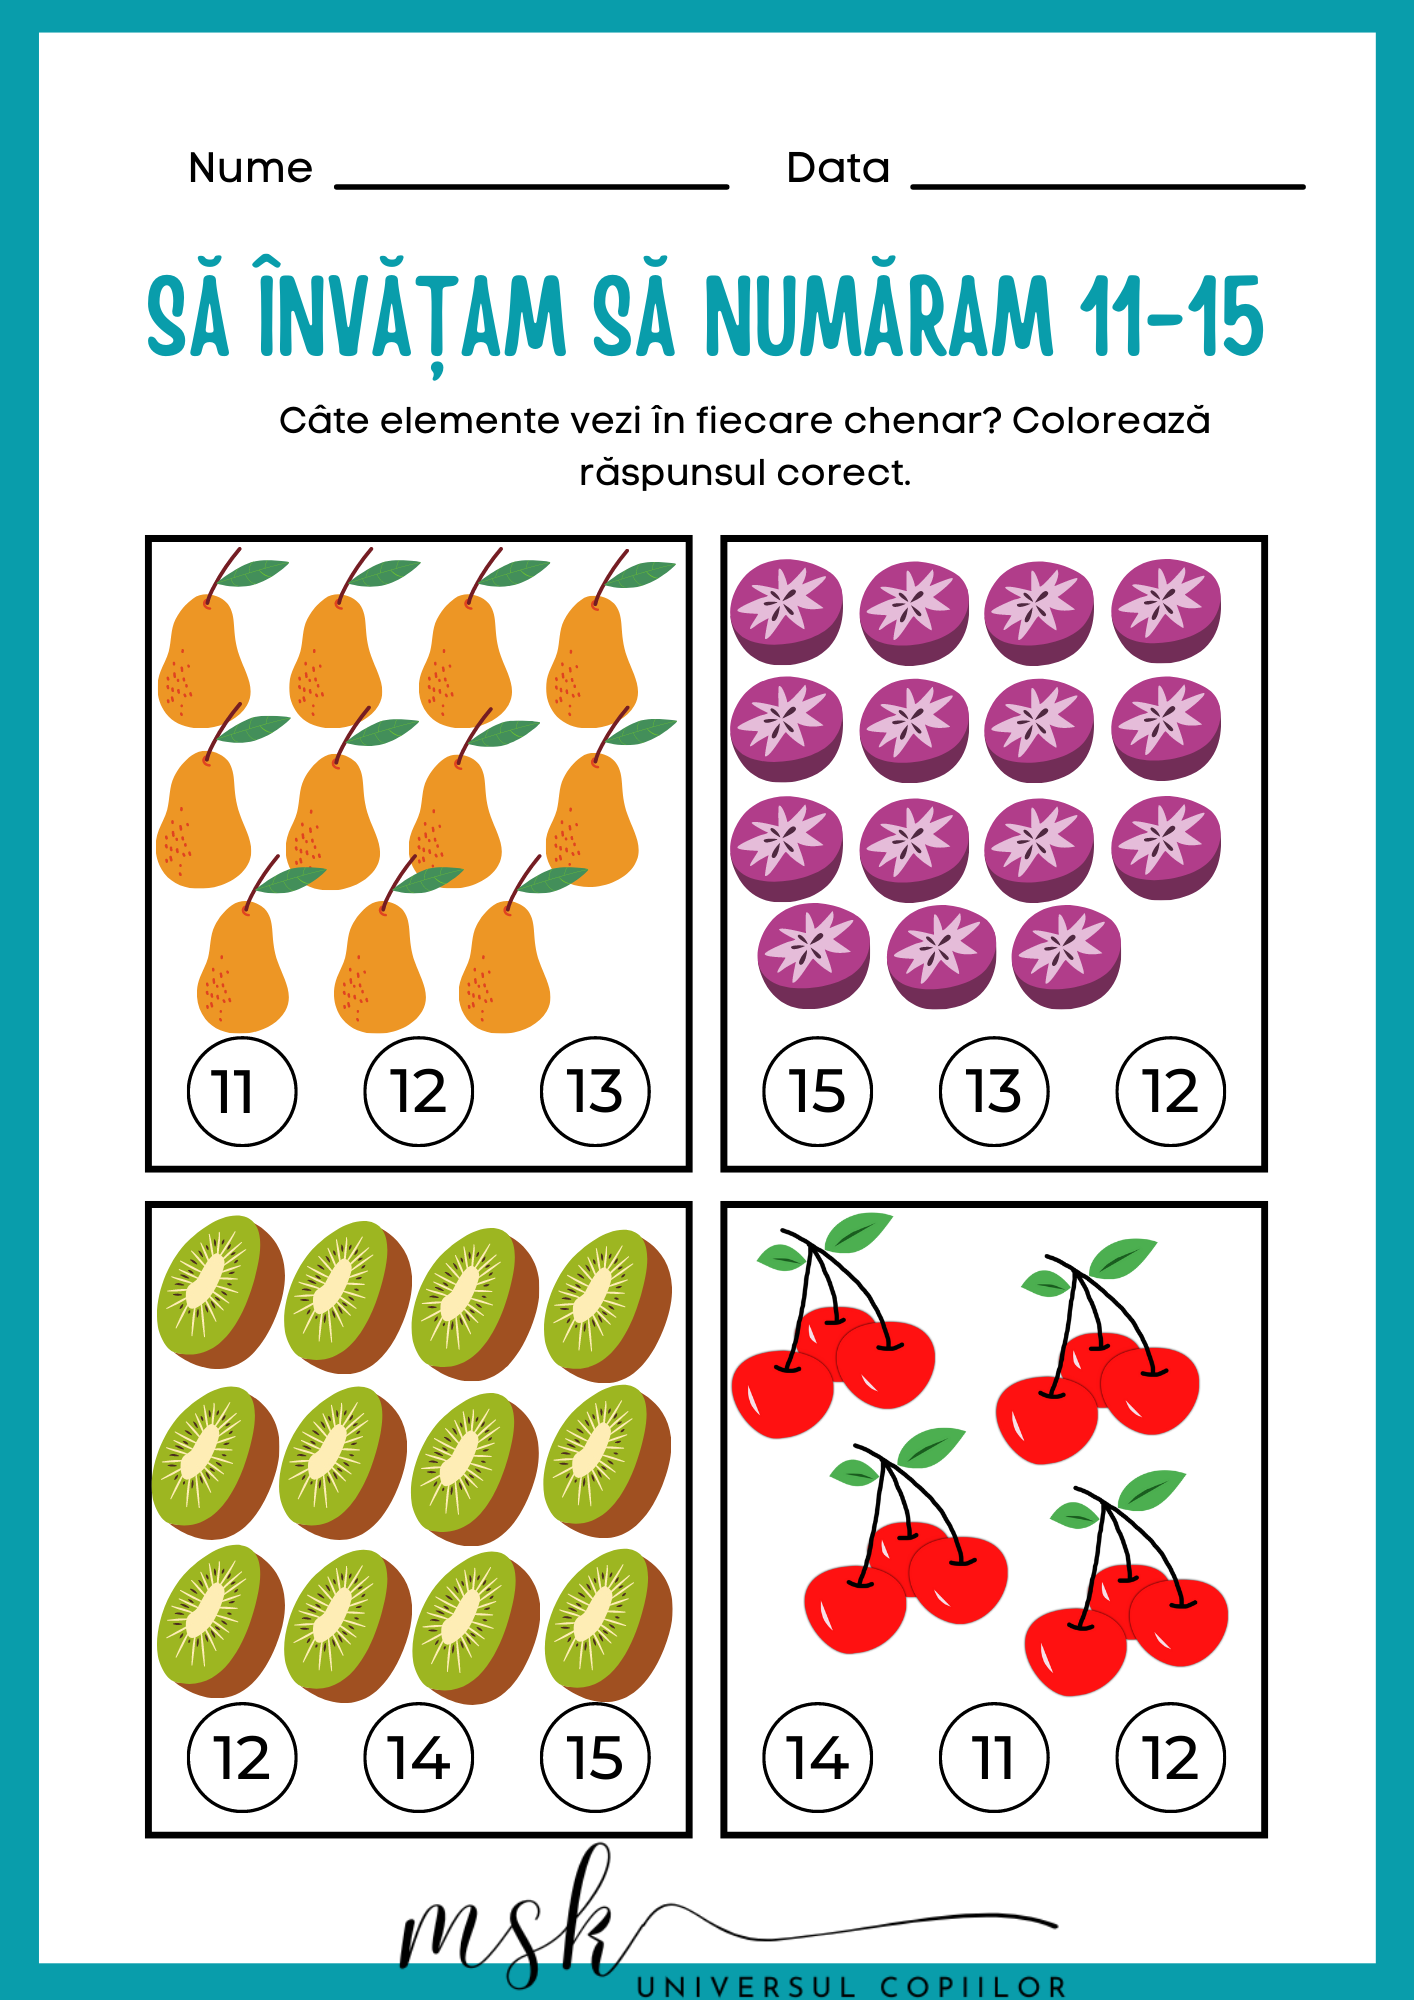 Nume Data
SĂ ÎNVĂȚAM SĂ NUMĂRAM 11-15
Câte elemente vezi în fiecare chenar? Colorează
răspunsul corect.
11 12 13
15 13 12
12 14 15
14 11 12
msk
UNIVERSUL COPIILOR